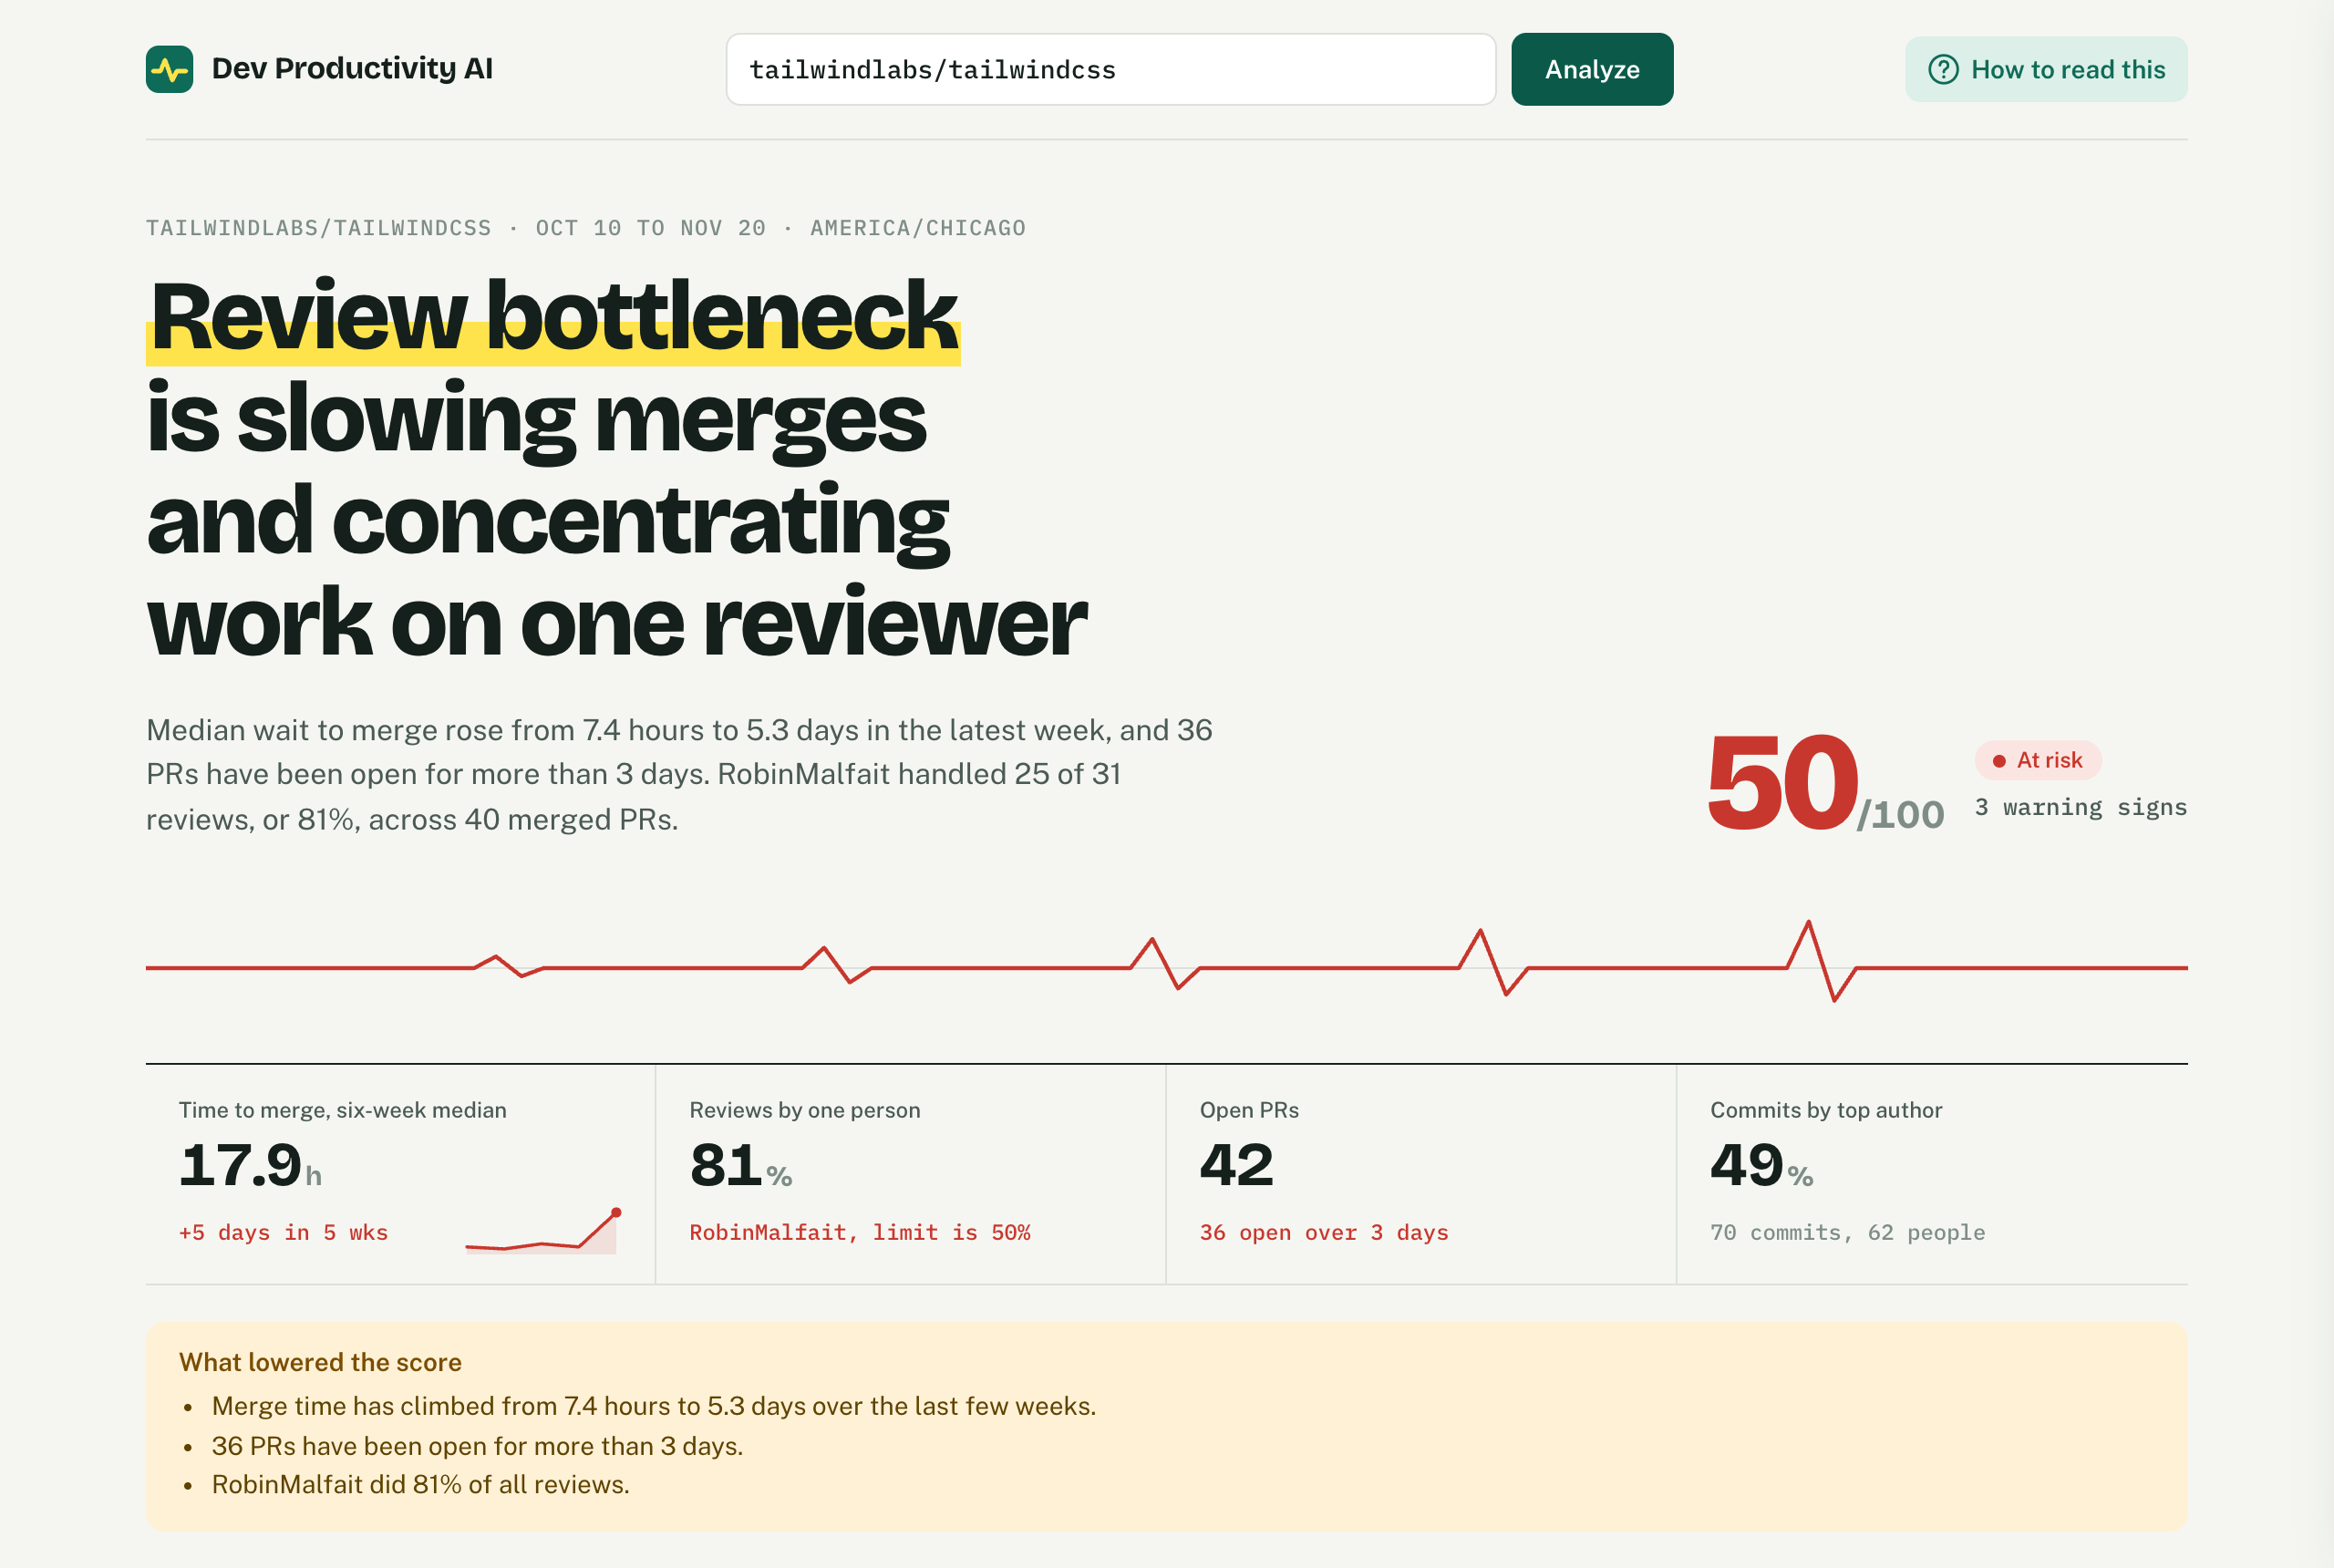 Dev Productivity AI
tailwindlabs/tailwindcss
Analyze
How to read this
TAILWINDLABS/TAILWINDCSS · OCT 10 TO NOV 20 · AMERICA/CHICAGO
Review bottleneck
is slowing merges
and concentrating
work on one reviewer
Median wait to merge rose from 7.4 hours to 5.3 days in the latest week, and 36
PRs have been open for more than 3 days. RobinMalfait handled 25 of 31
reviews, or 81%, across 40 merged PRs.
50/100
At risk
3 warning signs
Time to merge, six-week median
17.9h
+5 days in 5 wks
Reviews by one person
81%
RobinMalfait, limit is 50%
Open PRs
42
36 open over 3 days
Commits by top author
49%
70 commits, 62 people
What lowered the score
• Merge time has climbed from 7.4 hours to 5.3 days over the last few weeks.
• 36 PRs have been open for more than 3 days.
• RobinMalfait did 81% of all reviews.